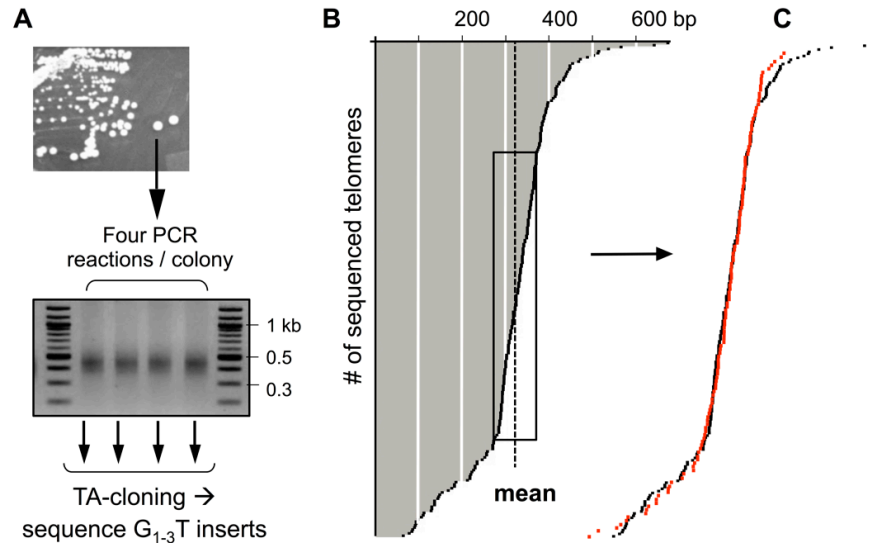 A
Four PCR
reactions / colony
1 kb
0.5
0.3
TA-cloning →
sequence G1-3T inserts
B
200 400 600 bp
# of sequenced telomeres
mean
C